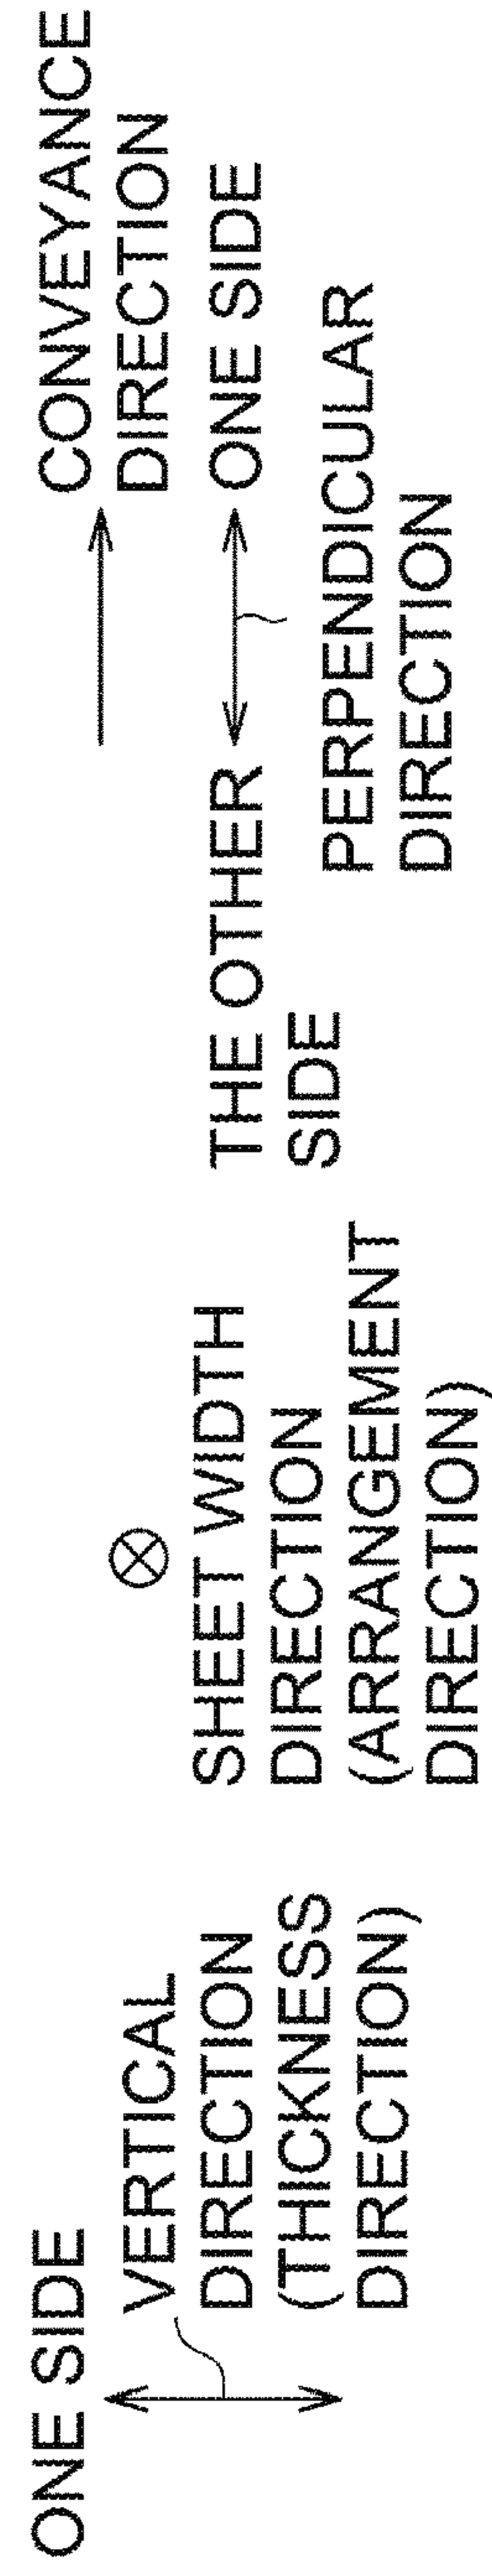 ONE SIDE
VERTICAL
DIRECTION
(THICKNESS
DIRECTION)
SHEET WIDTH
DIRECTION
(ARRANGEMENT
DIRECTION)
CONVEYANCE
DIRECTION
THE OTHER
SIDE
ONE SIDE
PERPENDICULAR
DIRECTION